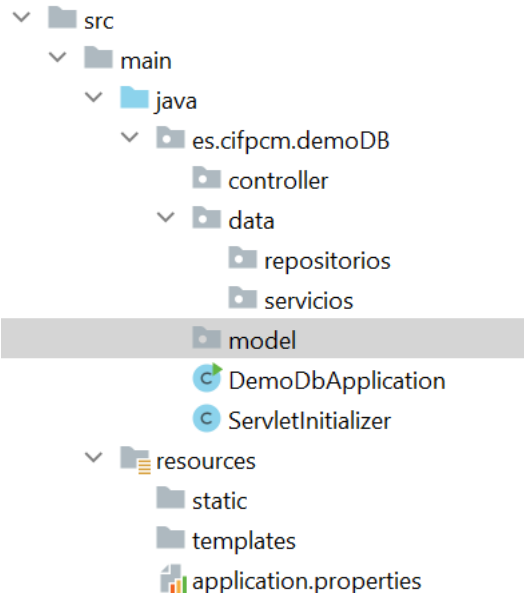 src
main
java
es.cifpcm.demoDB
controller
data
repositorios
servicios
model
DemoDbApplication
ServletInitializer
resources
static
templates
application.properties